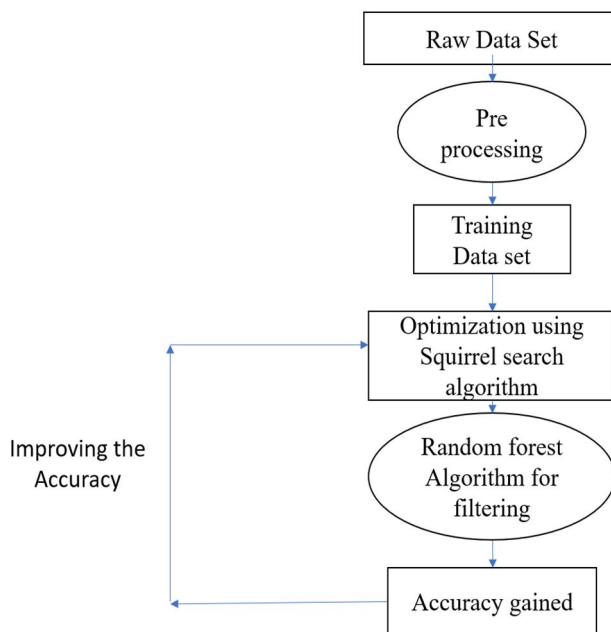 Raw Data Set
Pre
processing
Training
Data set
Optimization using
Squirrel search
algorithm
Improving the
Accuracy
Random forest
Algorithm for
filtering
Accuracy gained